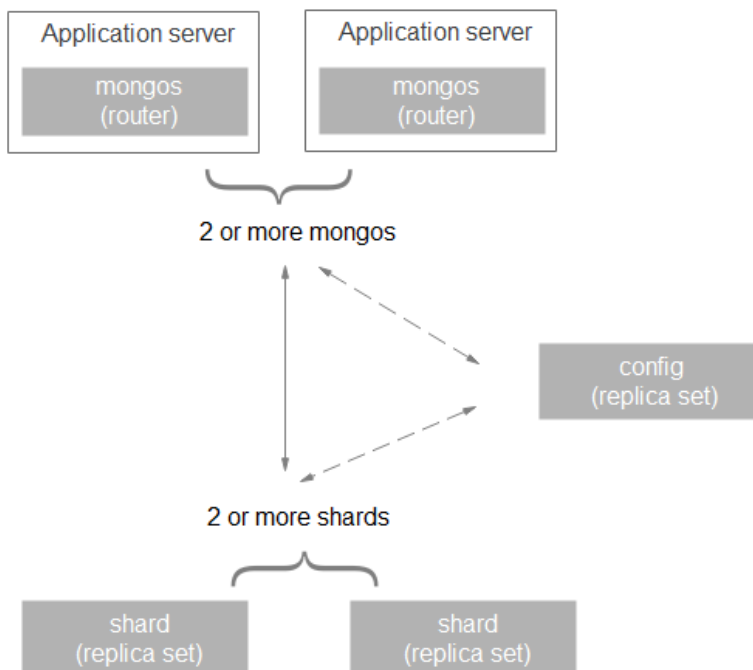 Application server
Application server
mongos
(router)
mongos
(router)
2 or more mongos
config
(replica set)
2 or more shards
shard
(replica set)
shard
(replica set)